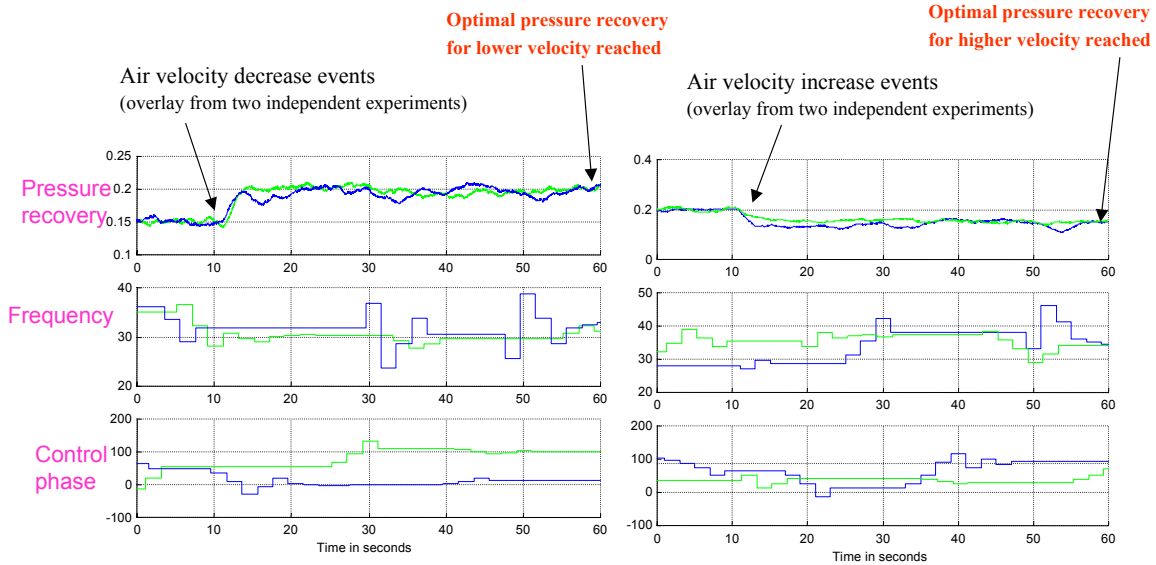 Optimal pressure recovery
for lower velocity reached
Optimal pressure recovery
for higher velocity reached
Air velocity decrease events
(overlay from two independent experiments)
Air velocity increase events
(overlay from two independent experiments)
Pressure
recovery
0.25
0.2
0.15
0.1
0 10 20 30 40 50 60
0.4
0.2
0
0 10 20 30 40 50 60
Frequency
40
30
20
0 10 20 30 40 50 60
50
40
30
20
0 10 20 30 40 50 60
Control
phase
200
100
0
-100
0 10 20 30 40 50 60
Time in seconds
200
100
0
-100
0 10 20 30 40 50 60
Time in seconds